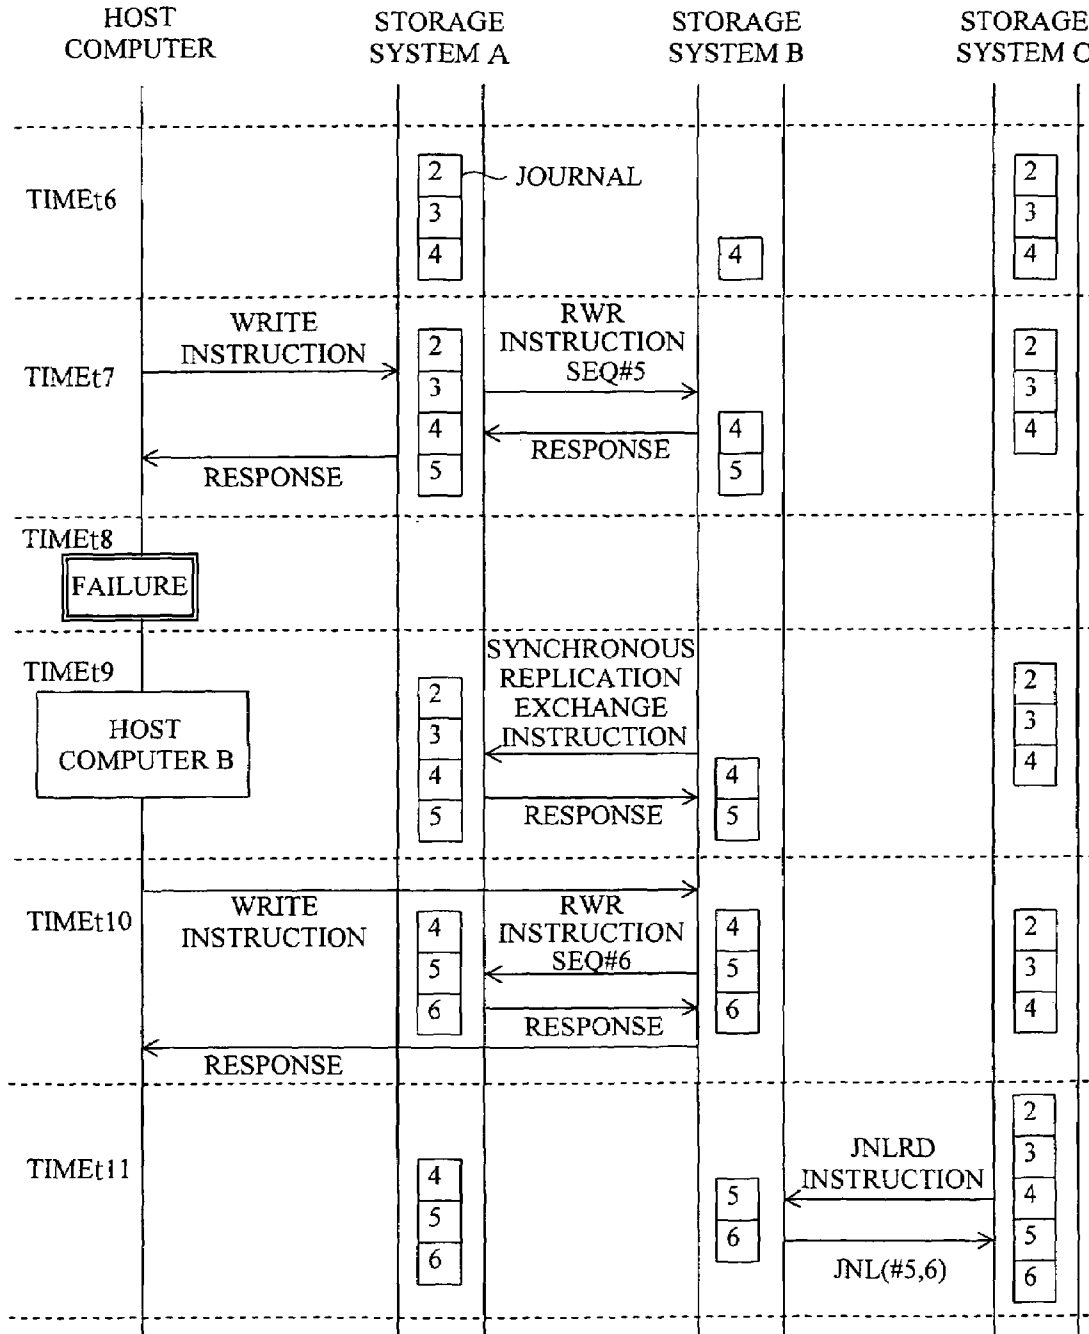 HOST
COMPUTER
STORAGE
SYSTEM A
STORAGE
SYSTEM B
STORAGE
SYSTEM C
TIMEt6
2
3
4
JOURNAL
4
2
3
4
TIMEt7
WRITE
INSTRUCTION
RESPONSE
2
3
4
5
RWR
INSTRUCTION
SEQ#5
RESPONSE
4
5
2
3
4
TIMEt8
FAILURE
TIMEt9
HOST
COMPUTER B
2
3
4
5
SYNCHRONOUS
REPLICATION
EXCHANGE
INSTRUCTION
RESPONSE
4
5
2
3
4
TIMEt10
WRITE
INSTRUCTION
RESPONSE
4
5
6
RWR
INSTRUCTION
SEQ#6
RESPONSE
4
5
6
2
3
4
TIMEt11
4
5
6
5
6
JNLRD
INSTRUCTION
JNL(#5,6)
2
3
4
5
6